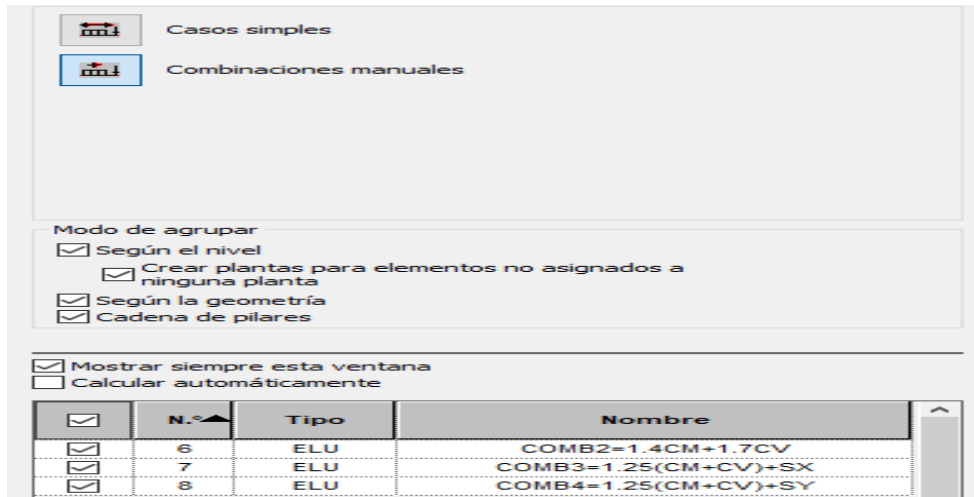 Casos simples
Combinaciones manuales
Modo de agrupar
Según el nivel
Crear plantas para elementos no asignados a
ninguna planta
Según la geometría
Cadena de pilares
Mostrar siempre esta ventana
Calcular automáticamente
N.º Tipo Nombre
6 ELU COMB2=1.4CM+1.7CV
7 ELU COMB3=1.25(CM+CV)+SX
8 ELU COMB4=1.25(CM+CV)+SY